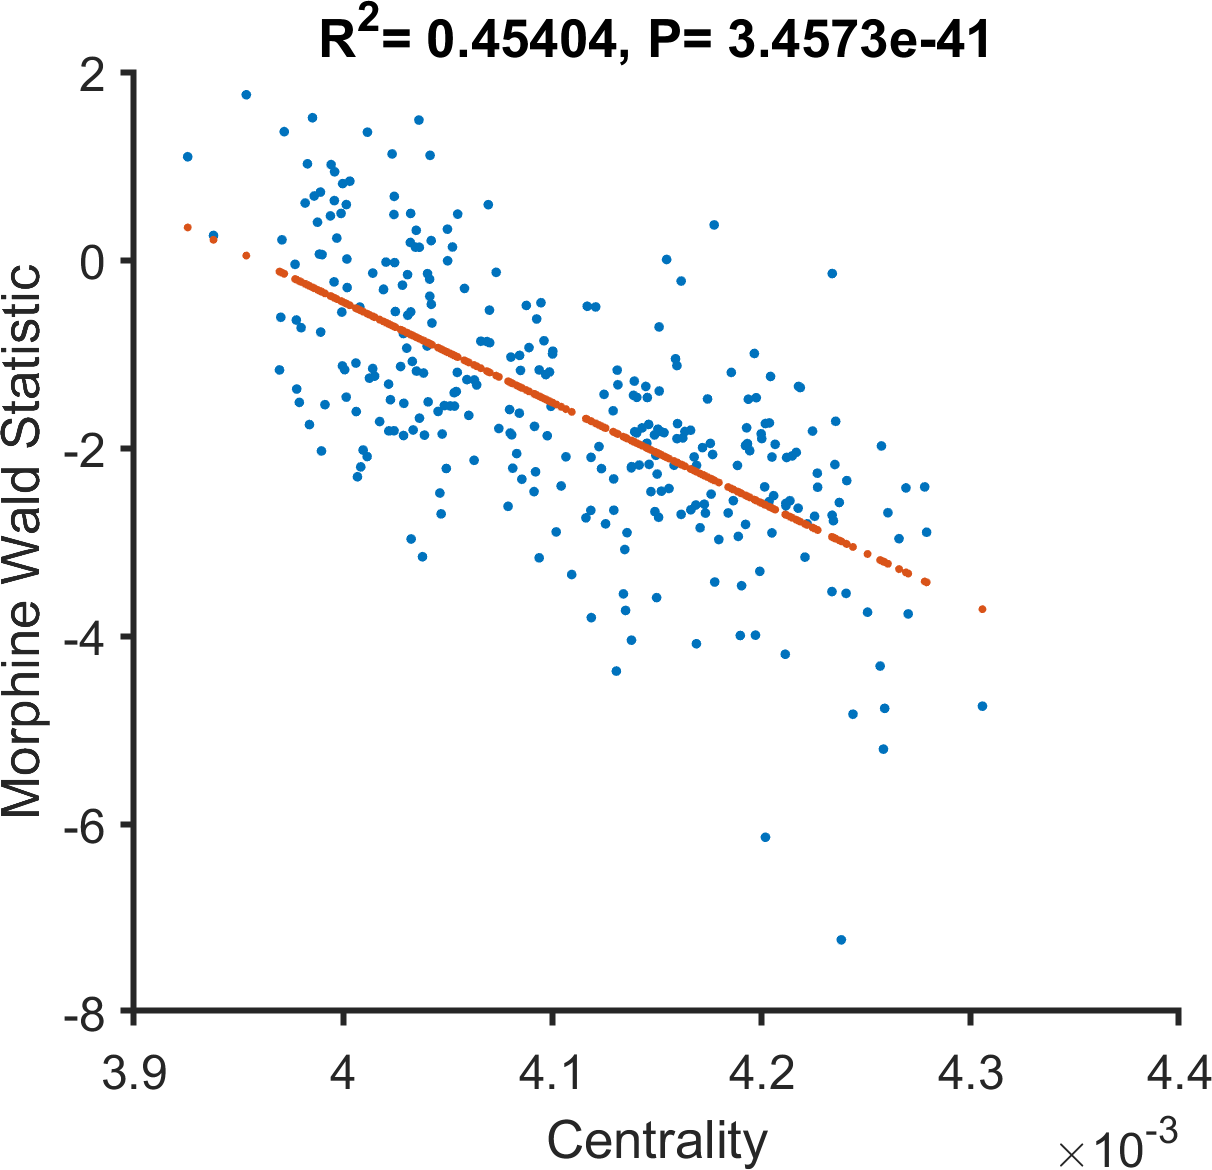 R²= 0.45404, P= 3.4573e-41
Morphine Wald Statistic
2
0
-2
-4
-6
-8
3.9 4 4.1 4.2 4.3 4.4
Centrality
×10⁻³